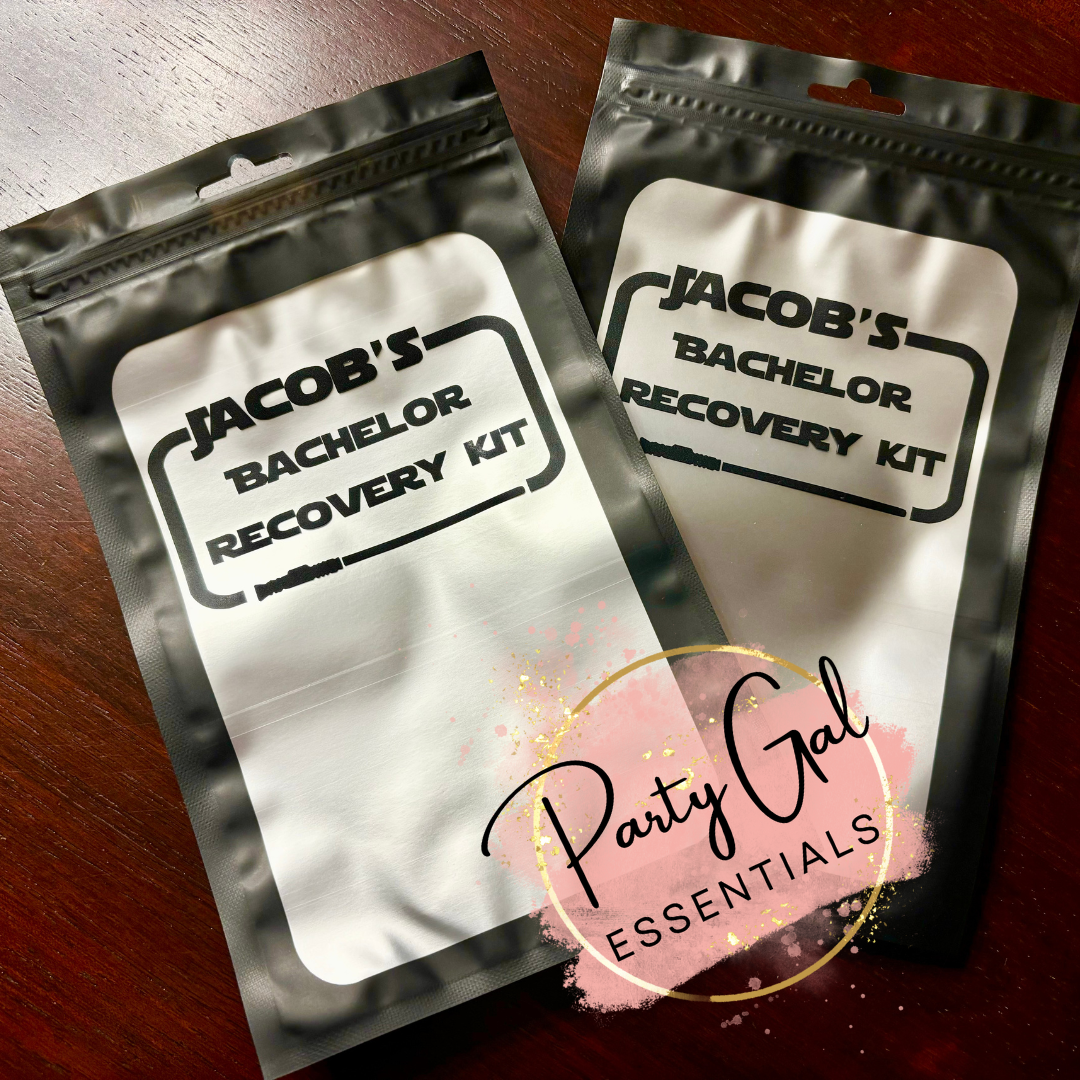 JACOB'S
BACHELOR
RECOVERY KIT
JACOB'S
BACHELOR
RECOVERY KIT
Party Gal
ESSENTIALS